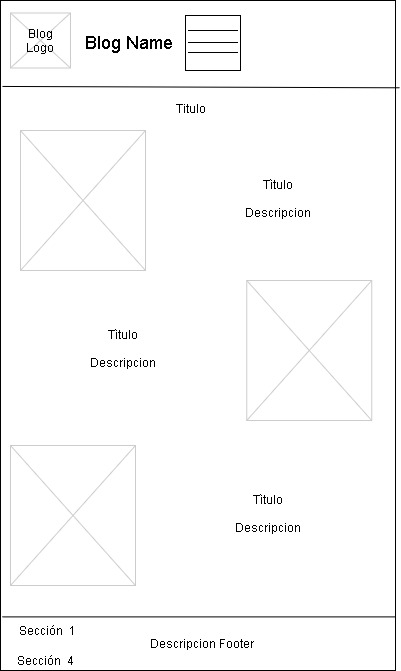 Blog
Logo
Blog Name
Titulo
Titulo
Descripcion
Titulo
Descripcion
Titulo
Descripcion
Sección 1
Descripcion Footer
Sección 4